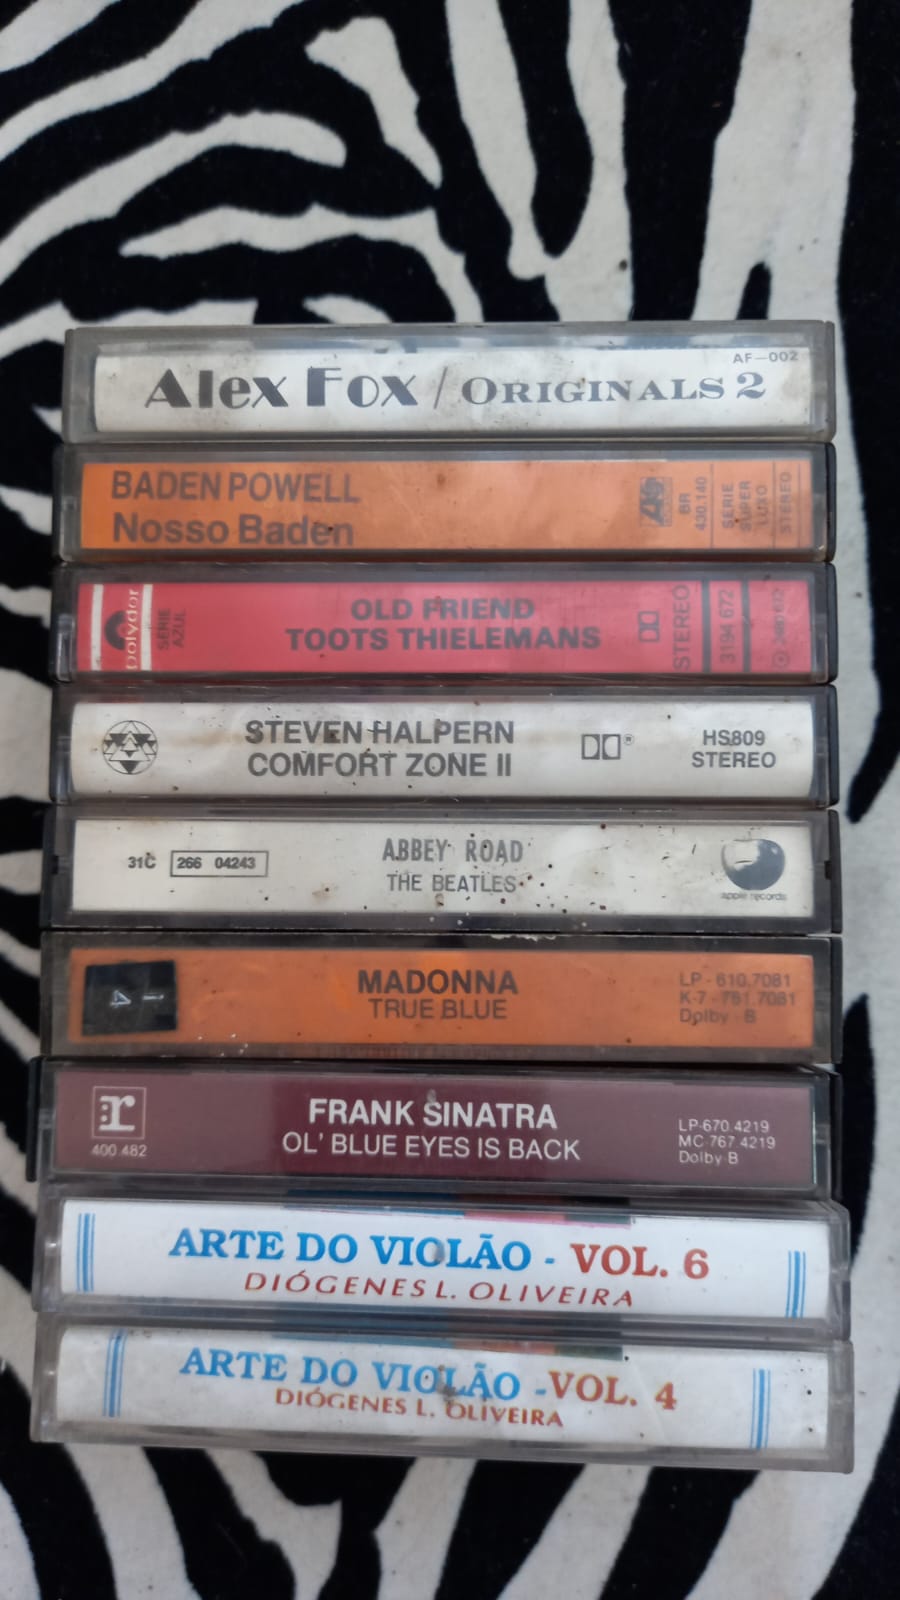 AF-002
Alex Fox / ORIGINALS 2
BADEN POWELL
Nosso Baden
BR
430.140
SÉRIE
SUPER
LUXO
STEREO
polydor
SÉRIE
AZUL
OLD FRIEND
TOOTS THIELEMANS
STEREO
3194 672
STEVEN HALPERN
COMFORT ZONE II
HS809
STEREO
31C 266 04243
ABBEY ROAD
THE BEATLES
apple records
MADONNA
TRUE BLUE
LP - 610.7081
K-7 - 761.7081
Dolby - B
r
400.482
FRANK SINATRA
OL' BLUE EYES IS BACK
LP-670.4219
MC-767.4219
Dolby-B
ARTE DO VIOLÃO - VOL. 6
DIÓGENES L. OLIVEIRA
ARTE DO VIOLÃO -VOL. 4
DIÓGENES L. OLIVEIRA